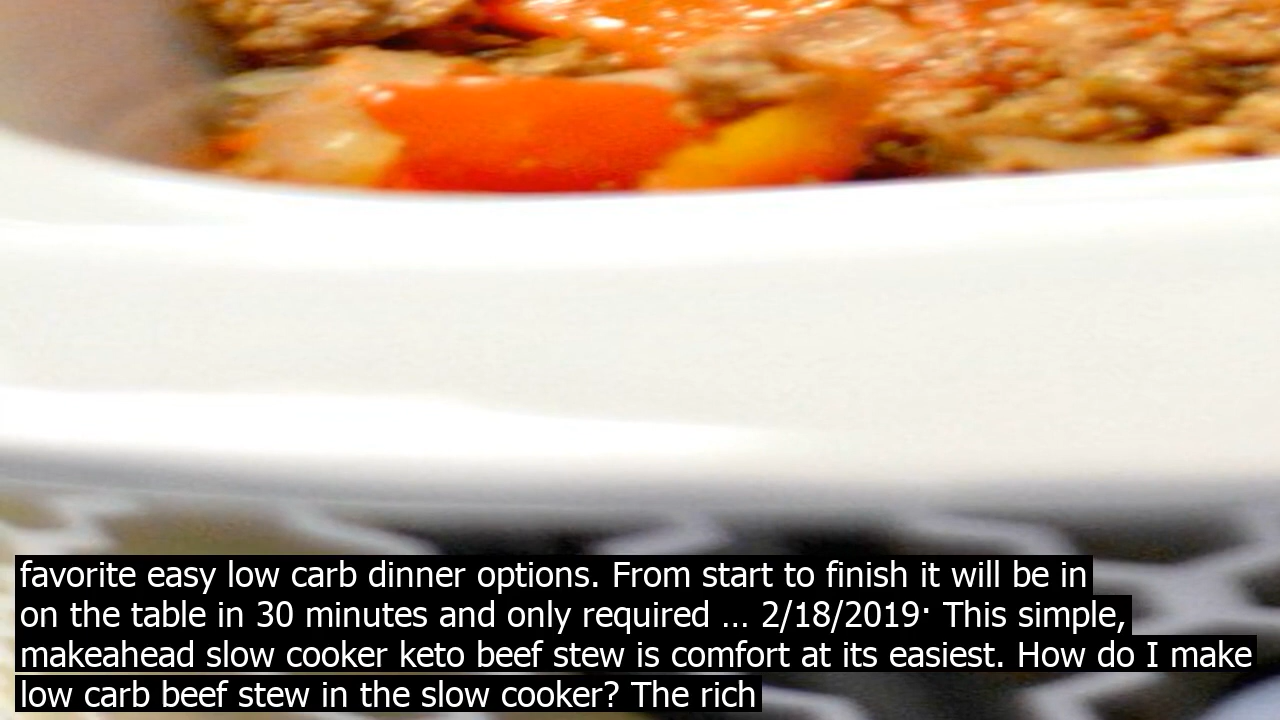 favorite easy low carb dinner options. From start to finish it will be in
on the table in 30 minutes and only required ... 2/18/2019· This simple,
makeahead slow cooker keto beef stew is comfort at its easiest. How do I make
low carb beef stew in the slow cooker? The rich